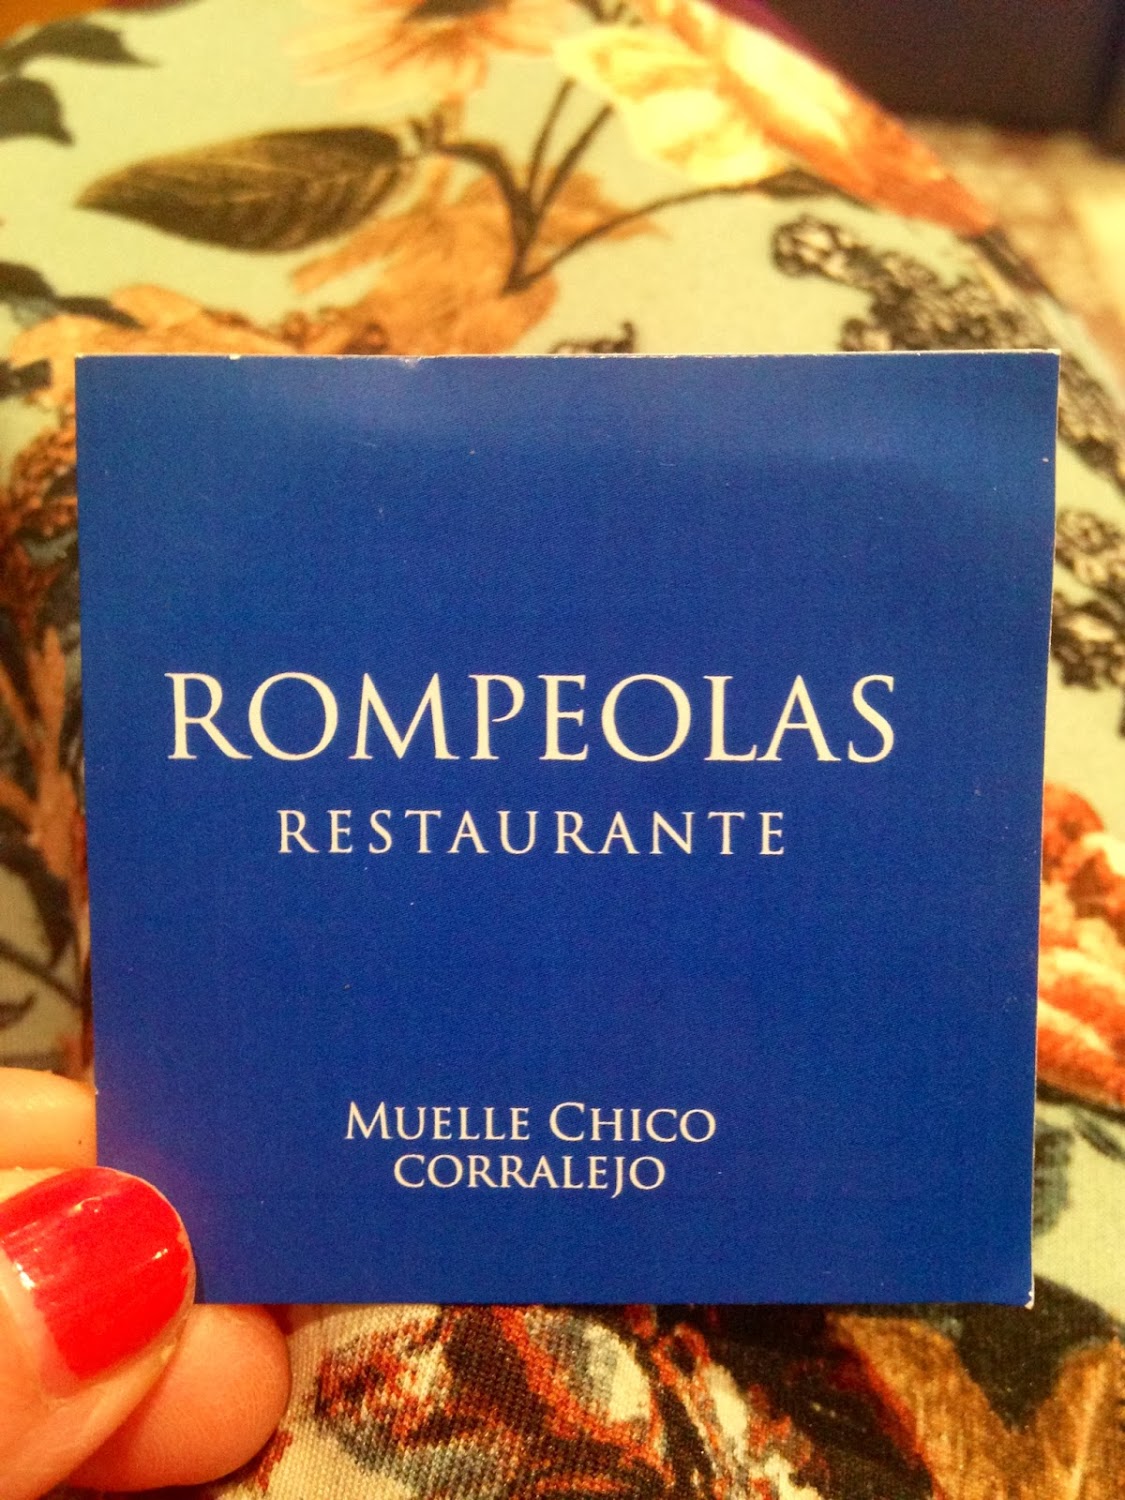 ROMPEOLAS
RESTAURANTE
MUELLE CHICO
CORRALEJO